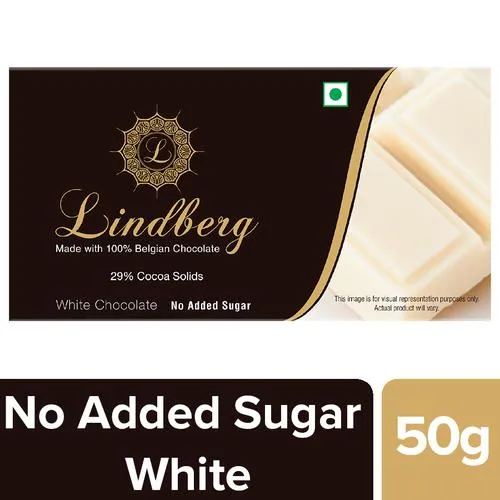 L
Lindberg
Made with 100% Belgian Chocolate
29% Cocoa Solids
White Chocolate No Added Sugar
This image is for visual representation purposes only.
Actual product will vary.
No Added Sugar
White
50g